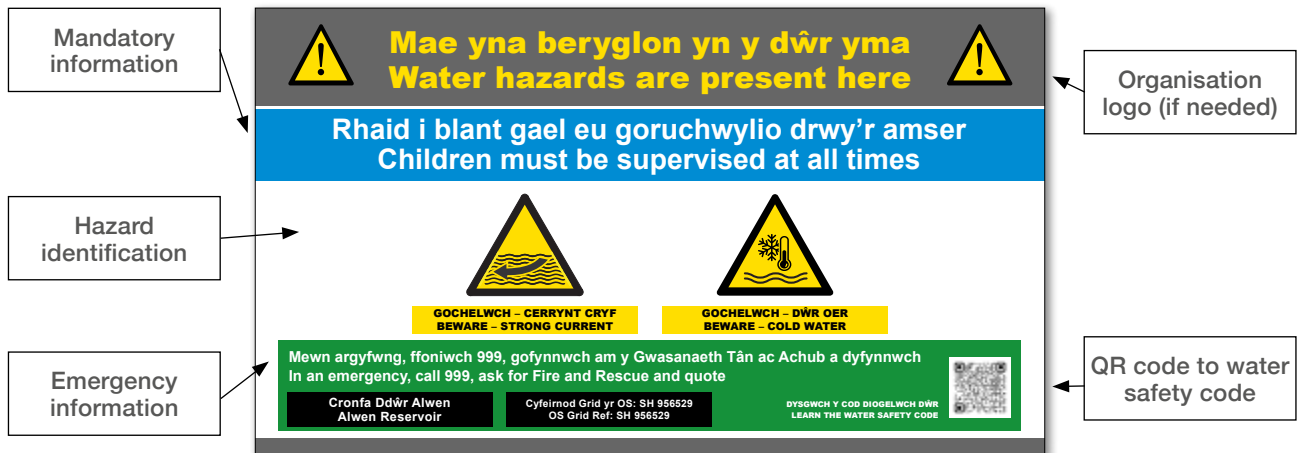 Mandatory
information
Hazard
identification
Emergency
information
Mae yna beryglon yn y dŵr yma
Water hazards are present here
Rhaid i blant gael eu goruchwylio drwy'r amser
Children must be supervised at all times
GOCHELWCH – CERRYNT CRYF
BEWARE – STRONG CURRENT
GOCHELWCH – DŴR OER
BEWARE – COLD WATER
Mewn argyfwng, ffoniwch 999, gofynnwch am y Gwasanaeth Tân ac Achub a dyfynnwch
In an emergency, call 999, ask for Fire and Rescue and quote
Cronfa Ddŵr Alwen
Alwen Reservoir
Cyfeirnod Grid yr OS: SH 956529
OS Grid Ref: SH 956529
DYSGWCH Y COD DIOGELWCH DŴR
LEARN THE WATER SAFETY CODE
Organisation
logo (if needed)
QR code to water
safety code